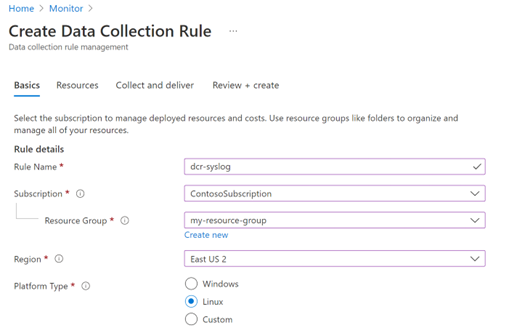 Home > Monitor >
Create Data Collection Rule ...
Data collection rule management
Basics Resources Collect and deliver Review + create
Select the subscription to manage deployed resources and costs. Use resource groups like folders to organize and
manage all of your resources.
Rule details
Rule Name * dcr-syslog
Subscription * ContosoSubscription
Resource Group * my-resource-group
Create new
Region * East US 2
Platform Type * Windows
Linux
Custom